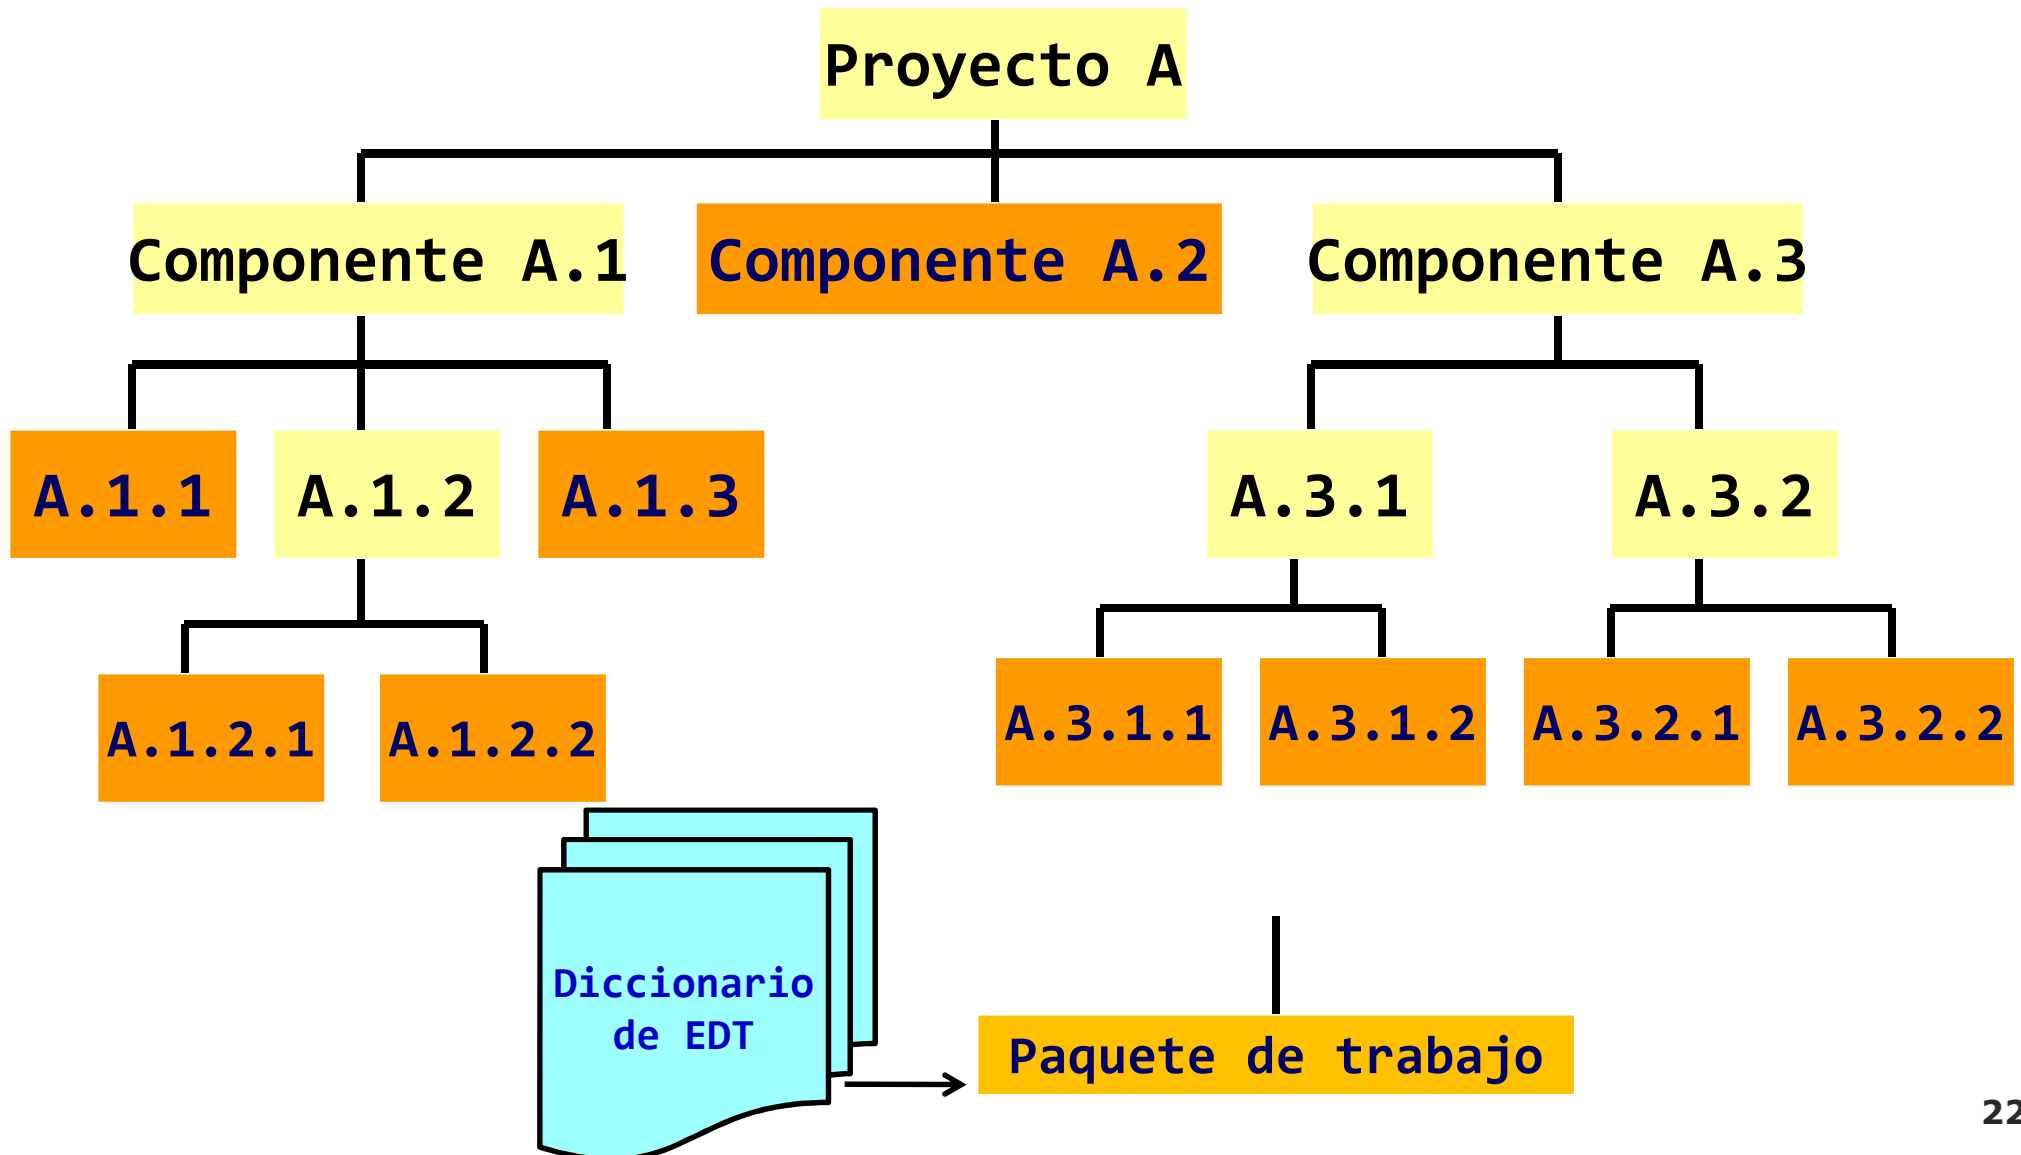 Proyecto A
Componente A.1
Componente A.2
Componente A.3
A.1.1
A.1.2
A.1.3
A.3.1
A.3.2
A.1.2.1
A.1.2.2
A.3.1.1
A.3.1.2
A.3.2.1
A.3.2.2
Diccionario
de EDT
Paquete de trabajo
22